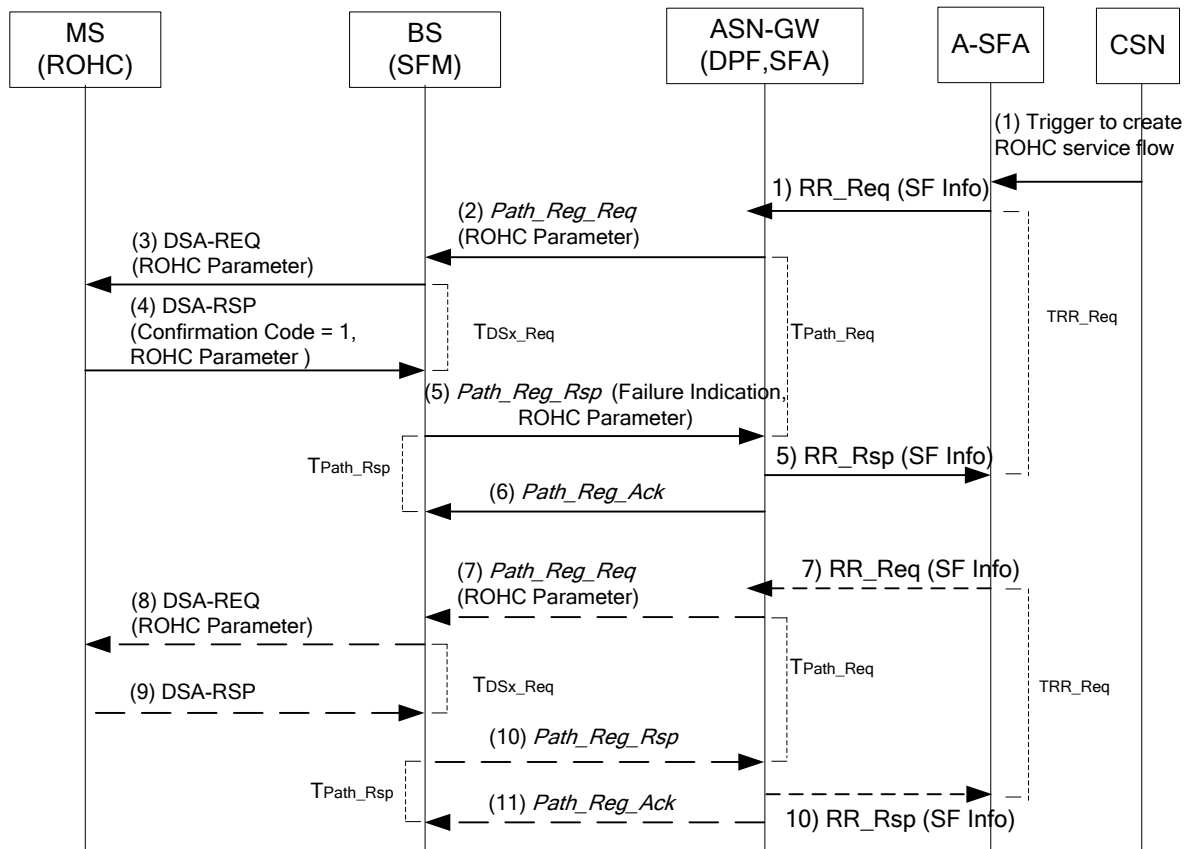 MS
(ROHC)
BS
(SFM)
ASN-GW
(DPF,SFA)
A-SFA
CSN
(1) Trigger to create
ROHC service flow
1) RR_Req (SF Info)
(2) Path_Reg_Req
(ROHC Parameter)
(3) DSA-REQ
(ROHC Parameter)
(4) DSA-RSP
(Confirmation Code = 1,
ROHC Parameter )
TDSx_Req
TPath_Req
TRR_Req
(5) Path_Reg_Rsp (Failure Indication,
ROHC Parameter)
TPath_Rsp
5) RR_Rsp (SF Info)
(6) Path_Reg_Ack
(7) Path_Reg_Req
(ROHC Parameter)
7) RR_Req (SF Info)
(8) DSA-REQ
(ROHC Parameter)
TPath_Req
(9) DSA-RSP
TDSx_Req
TRR_Req
(10) Path_Reg_Rsp
TPath_Rsp
(11) Path_Reg_Ack
10) RR_Rsp (SF Info)